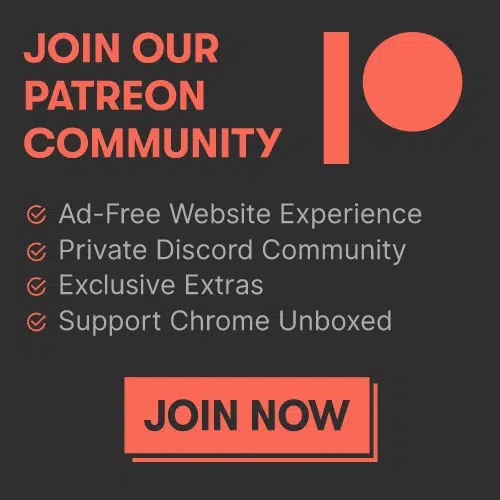 JOIN OUR
PATREON
COMMUNITY
Ad-Free Website Experience
Private Discord Community
Exclusive Extras
Support Chrome Unboxed
JOIN NOW